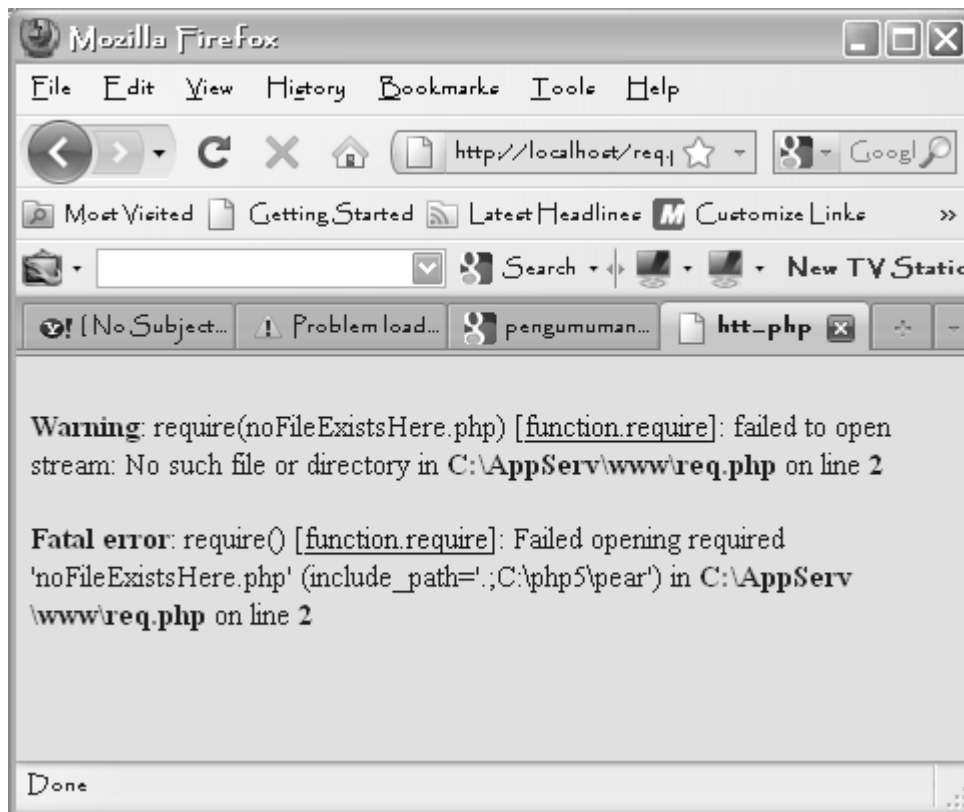 Mozilla Firefox
File Edit View History Bookmarks Tools Help
http://localhost/req.p Googl
Most Visited Getting Started Latest Headlines M Customize Links »
Search New TV Static
Y! (No Subject... Problem load... pengumuman... htt_php
Warning: require(noFileExistsHere.php) [function.require]: failed to open
stream: No such file or directory in C:\AppServ\www\req.php on line 2
Fatal error: require() [function.require]: Failed opening required
'noFileExistsHere.php' (include_path='.;C:\php5\pear') in C:\AppServ
\www\req.php on line 2
Done